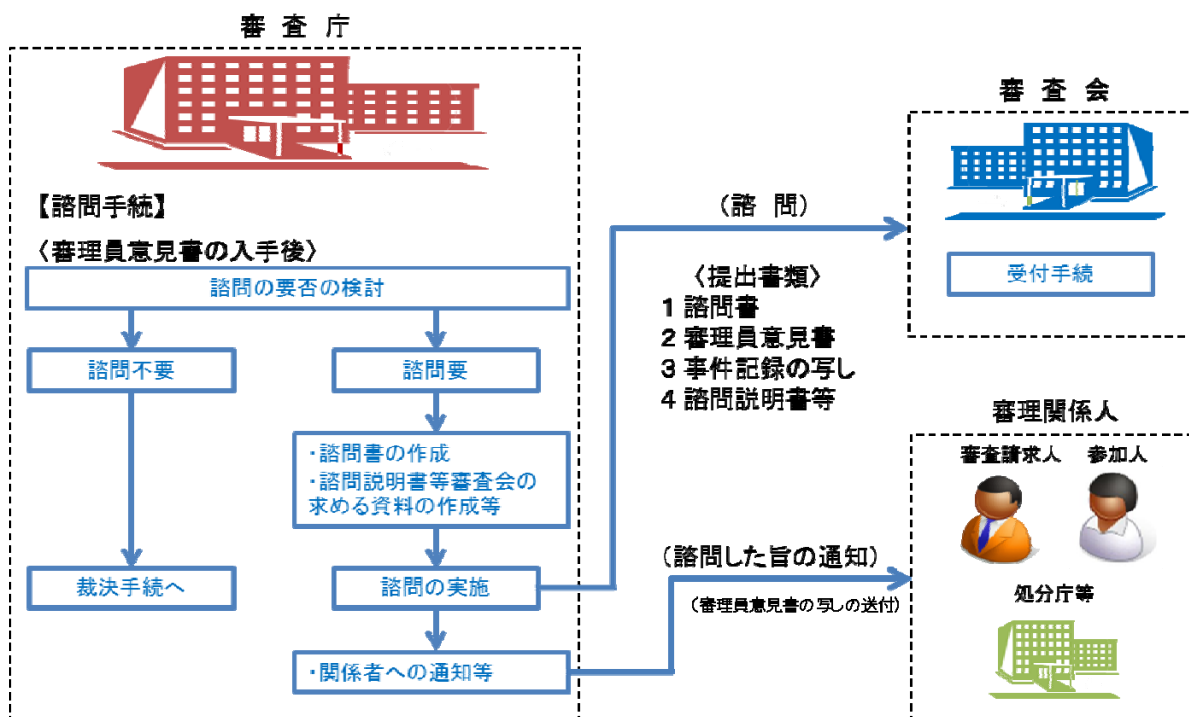 審 査 庁
【諮問手続】
〈審理員意見書の入手後〉
諮問の要否の検討
諮問不要
諮問要
・諮問書の作成
・諮問説明書等審査会の
求める資料の作成等
裁決手続へ
諮問の実施
・関係者への通知等
（諮 問）
〈提出書類〉
1 諮問書
2 審理員意見書
3 事件記録の写し
4 諮問説明書等
（諮問した旨の通知）
（審理員意見書の写しの送付）
審 査 会
受付手続
審理関係人
審査請求人 参加人
処分庁等